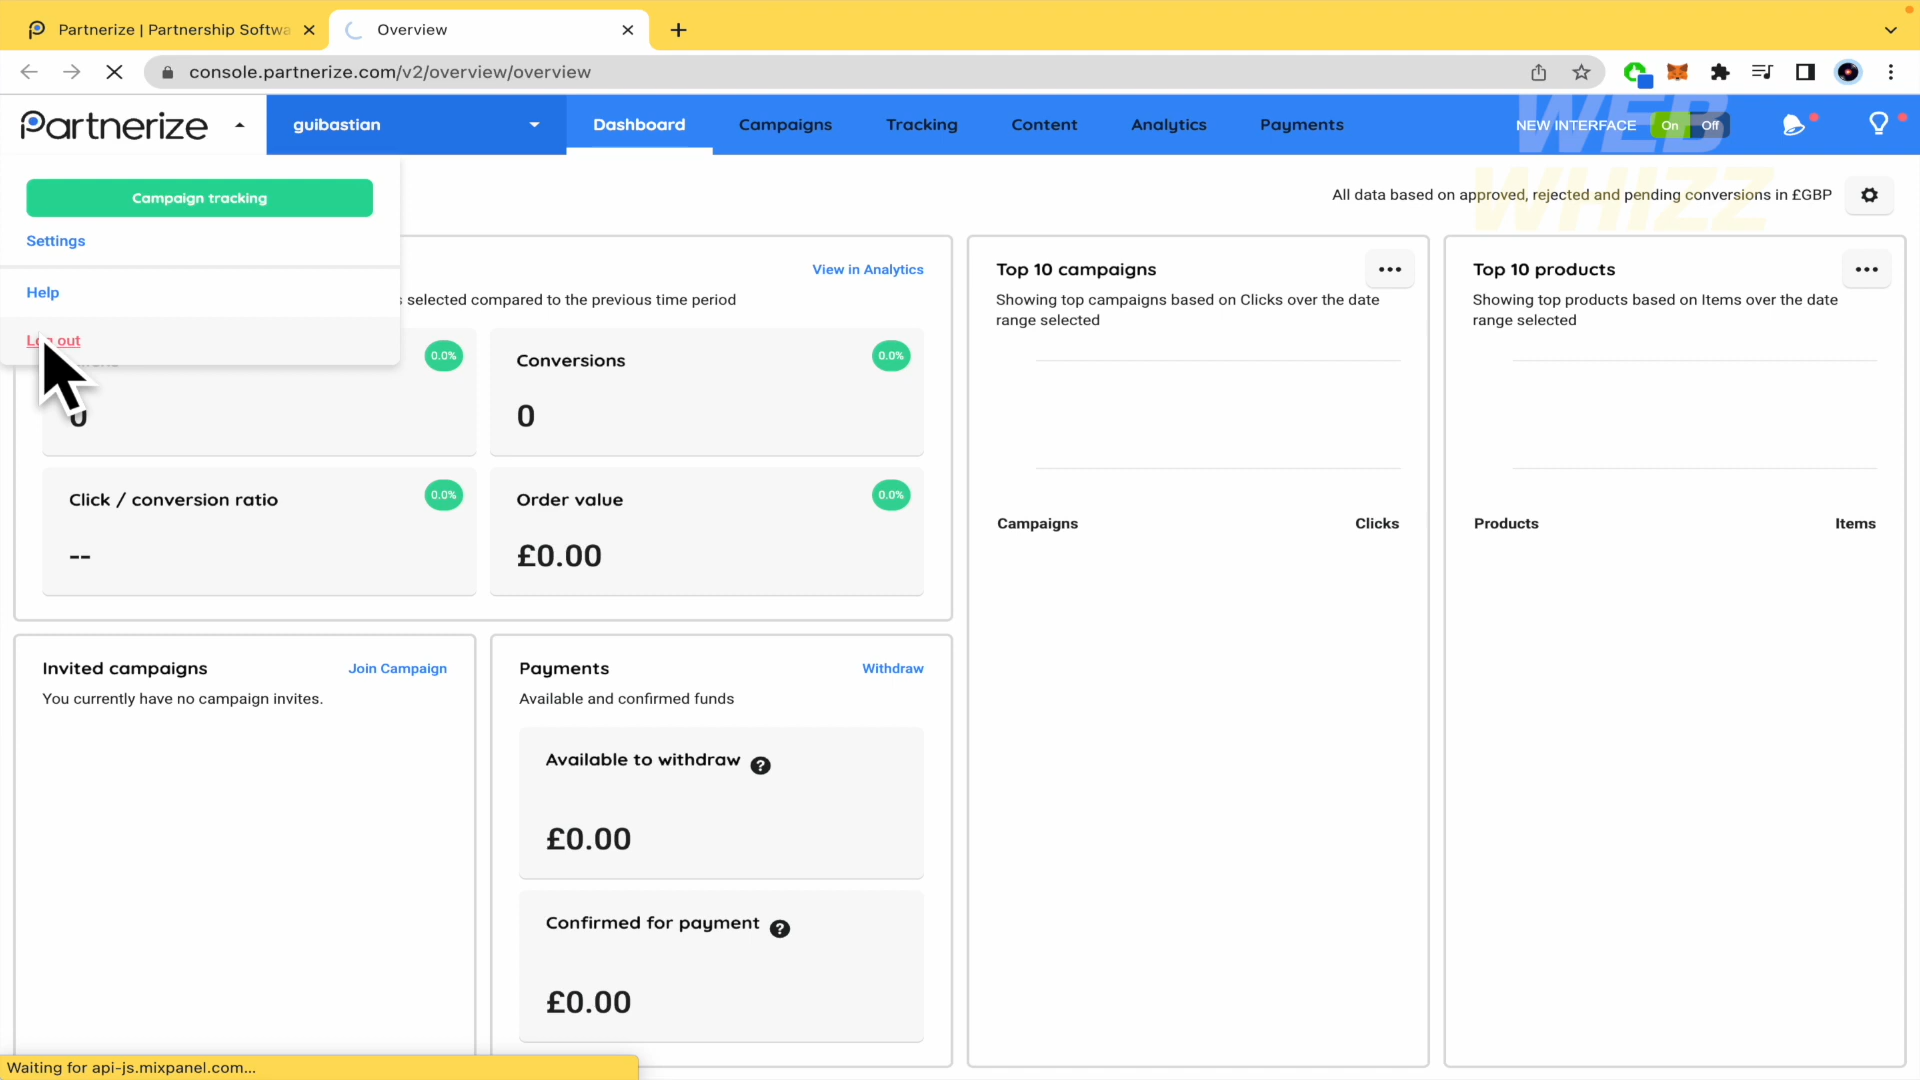 Partnerize | Partnership Softwa
Overview
console.partnerize.com/v2/overview/overview
Partnerize
guibastian
Dashboard
Campaigns
Tracking
Content
Analytics
Payments
NEW INTERFACE
On
Off
WEB
WHIZZ
Campaign tracking
Settings
Help
Log out
All data based on approved, rejected and pending conversions in £GBP
View in Analytics
selected compared to the previous time period
0.0%
0
Conversions
0.0%
0
Click / conversion ratio
0.0%
--
Order value
0.0%
£0.00
Top 10 campaigns
Showing top campaigns based on Clicks over the date
range selected
Campaigns
Clicks
Top 10 products
Showing top products based on Items over the date
range selected
Products
Items
Invited campaigns
Join Campaign
You currently have no campaign invites.
Payments
Withdraw
Available and confirmed funds
Available to withdraw
?
£0.00
Confirmed for payment
?
£0.00
Waiting for api-js.mixpanel.com...